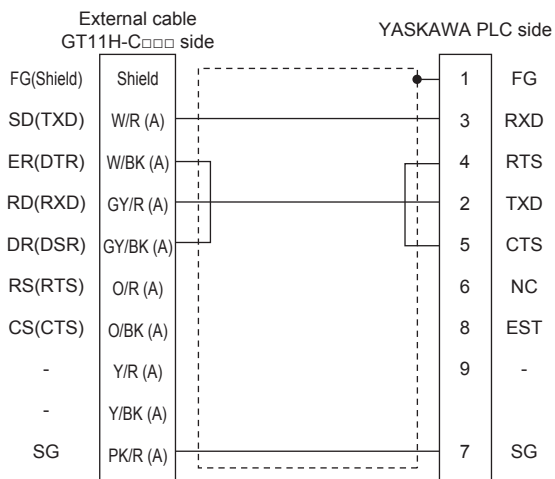 External cable
GT11H-C□□□ side
YASKAWA PLC side
FG(Shield) Shield 1 FG
SD(TXD) W/R (A) 3 RXD
ER(DTR) W/BK (A) 4 RTS
RD(RXD) GY/R (A) 2 TXD
DR(DSR) GY/BK (A) 5 CTS
RS(RTS) O/R (A) 6 NC
CS(CTS) O/BK (A) 8 EST
- Y/R (A) 9 -
- Y/BK (A)
SG PK/R (A) 7 SG